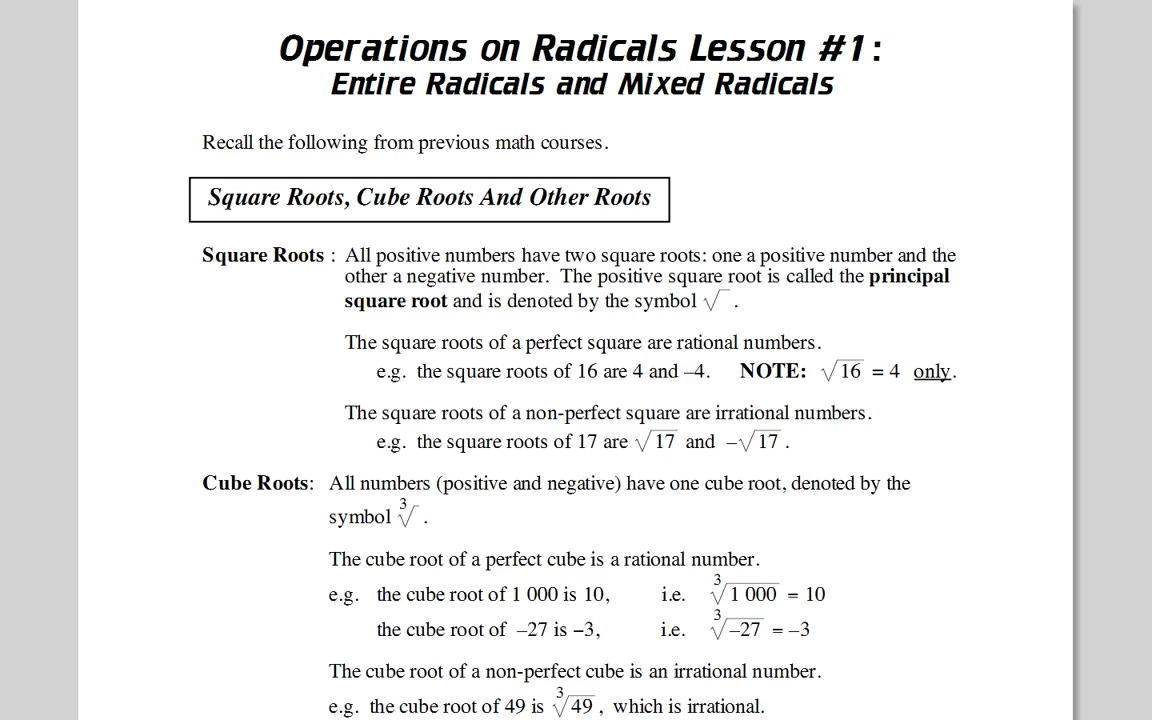 Operations on Radicals Lesson #1:
Entire Radicals and Mixed Radicals
Recall the following from previous math courses.
Square Roots, Cube Roots And Other Roots
Square Roots : All positive numbers have two square roots: one a positive number and the
other a negative number. The positive square root is called the principal
square root and is denoted by the symbol √ .
The square roots of a perfect square are rational numbers.
e.g. the square roots of 16 are 4 and –4. NOTE: √16 = 4 only.
The square roots of a non-perfect square are irrational numbers.
e.g. the square roots of 17 are √17 and –√17 .
Cube Roots: All numbers (positive and negative) have one cube root, denoted by the
symbol ∛ .
The cube root of a perfect cube is a rational number.
e.g. the cube root of 1 000 is 10, i.e. ∛1 000 = 10
the cube root of –27 is –3, i.e. ∛–27 = –3
The cube root of a non-perfect cube is an irrational number.
e.g. the cube root of 49 is ∛49 , which is irrational.